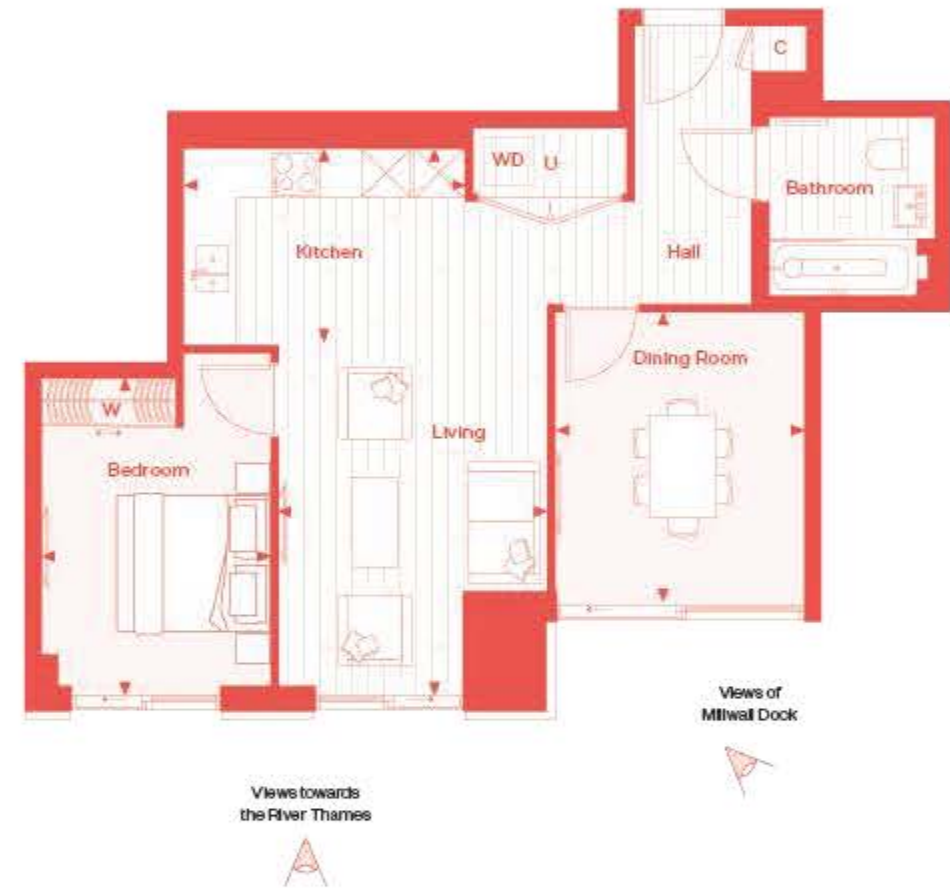 C
WD
U
Bathroom
Kitchen
Hall
Dining Room
W
Living
Bedroom
Views of
Millwall Dock
Views towards
the River Thames